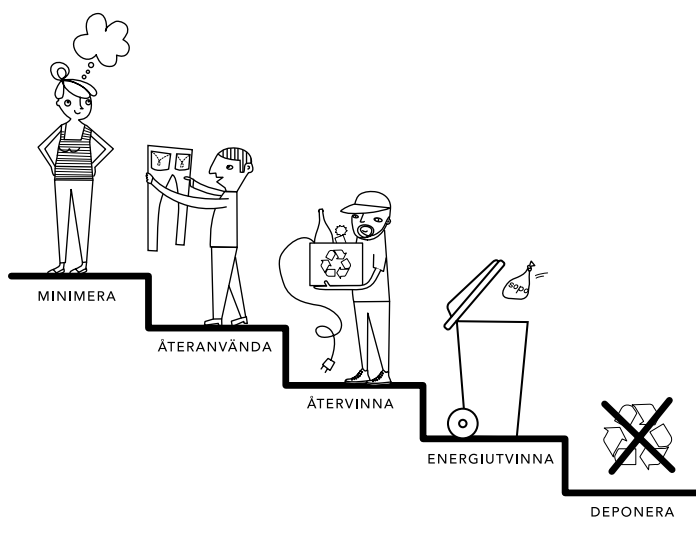 sopo
MINIMERA
ÅTERANVÄNDA
ÅTERVINNA
ENERGIUTVINNA
DEPONERA